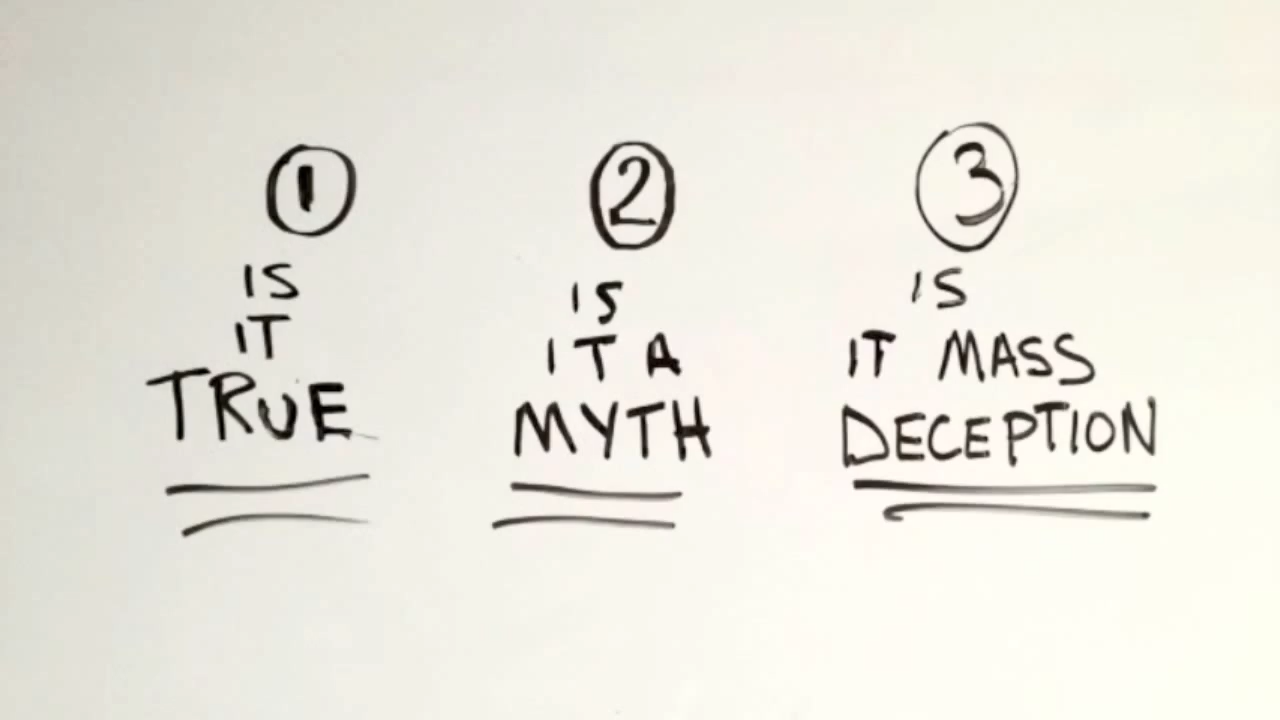 1
IS
IT
TRUE
2
IS
IT A
MYTH
3
IS
IT MASS
DECEPTION